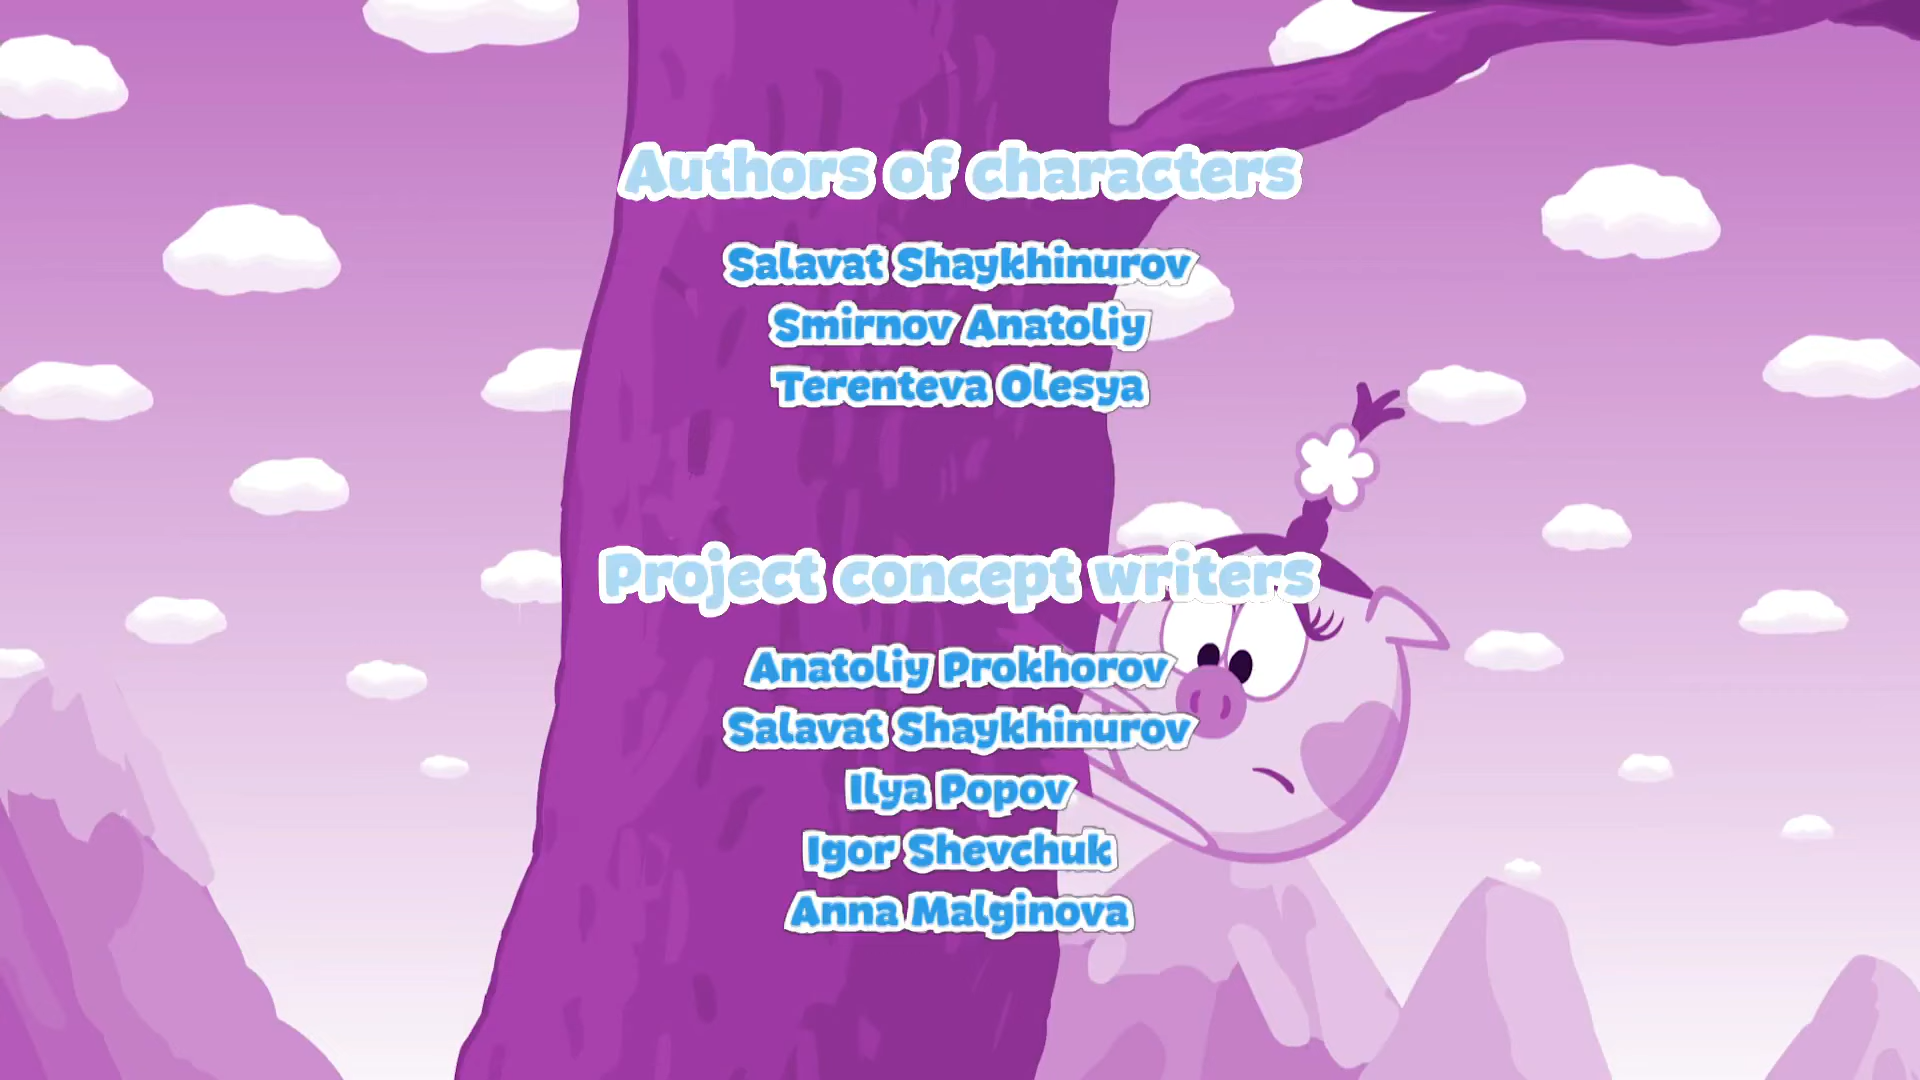 Authors of characters
Salavat Shaykhinurov
Smirnov Anatoliy
Terenteva Olesya
Project concept writers
Anatoliy Prokhorov
Salavat Shaykhinurov
Ilya Popov
Igor Shevchuk
Anna Malginova